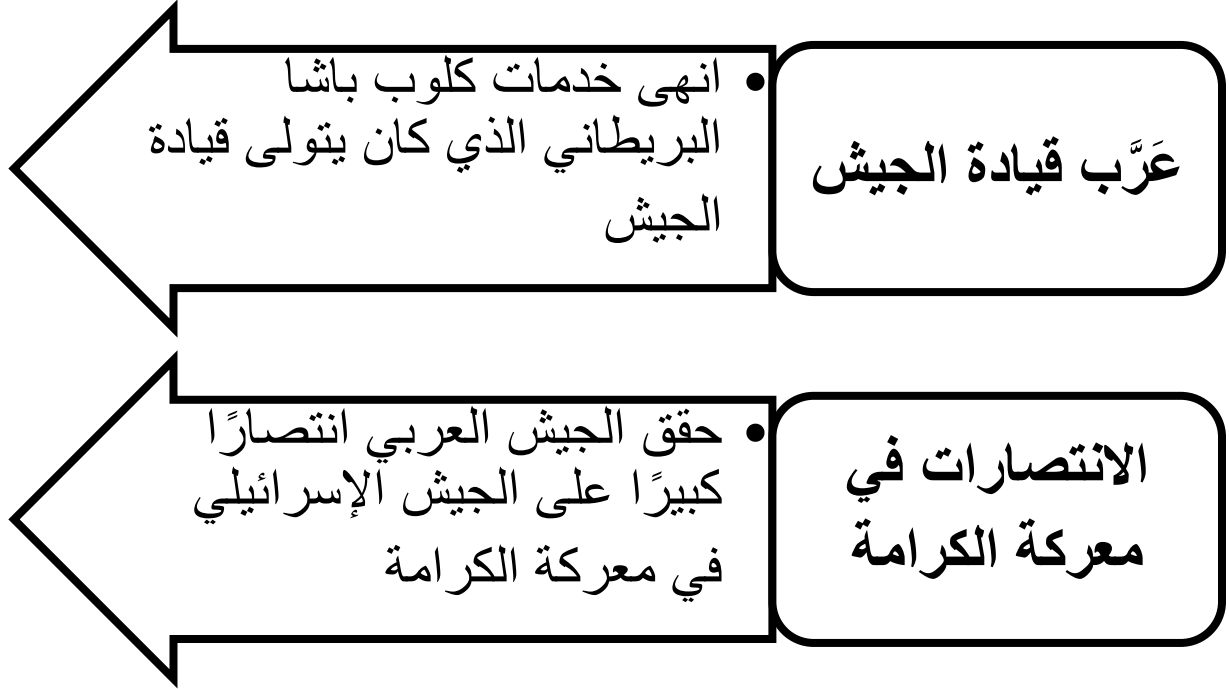 عَرَّب قيادة الجيش
• انهى خدمات كلوب باشا
البريطاني الذي كان يتولى قيادة
الجيش
الانتصارات في
معركة الكرامة
• حقق الجيش العربي انتصارًا
كبيرًا على الجيش الإسرائيلي
في معركة الكرامة